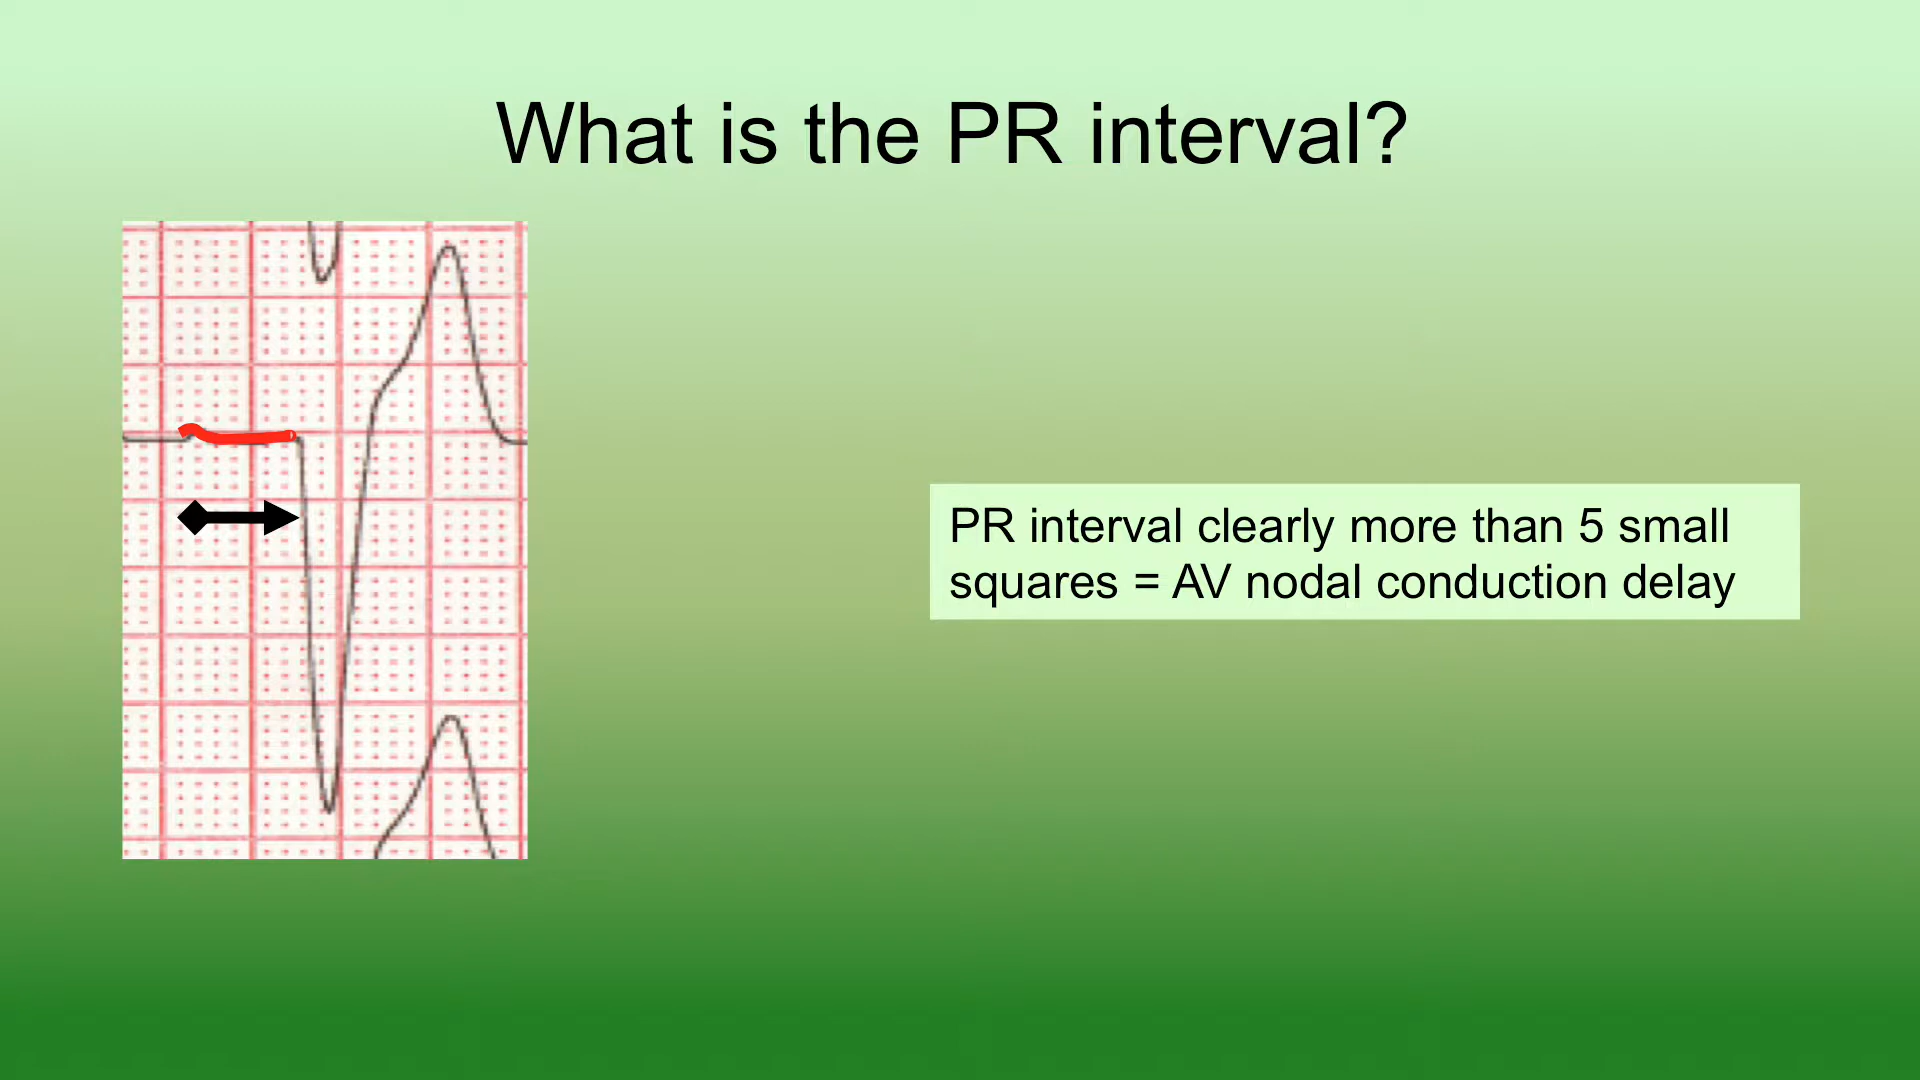 What is the PR interval?
PR interval clearly more than 5 small
squares = AV nodal conduction delay